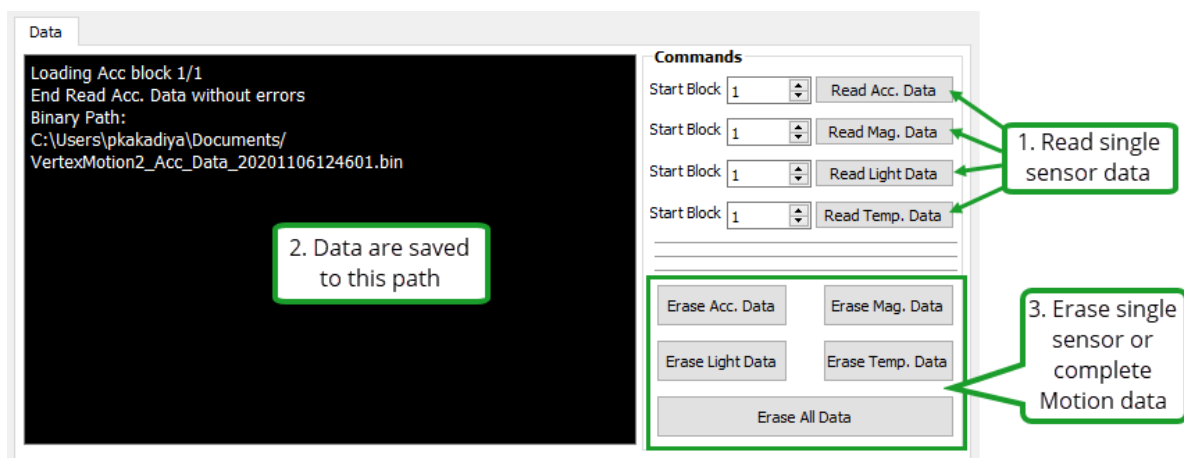 Data
Loading Acc block 1/1
End Read Acc. Data without errors
Binary Path:
C:\Users\pkakadiya\Documents/
VertexMotion2_Acc_Data_20201106124601.bin
2. Data are saved
to this path
Commands
Start Block 1 Read Acc. Data
Start Block 1 Read Mag. Data
Start Block 1 Read Light Data
Start Block 1 Read Temp. Data
Erase Acc. Data Erase Mag. Data
Erase Light Data Erase Temp. Data
Erase All Data
1. Read single
sensor data
3. Erase single
sensor or
complete
Motion data